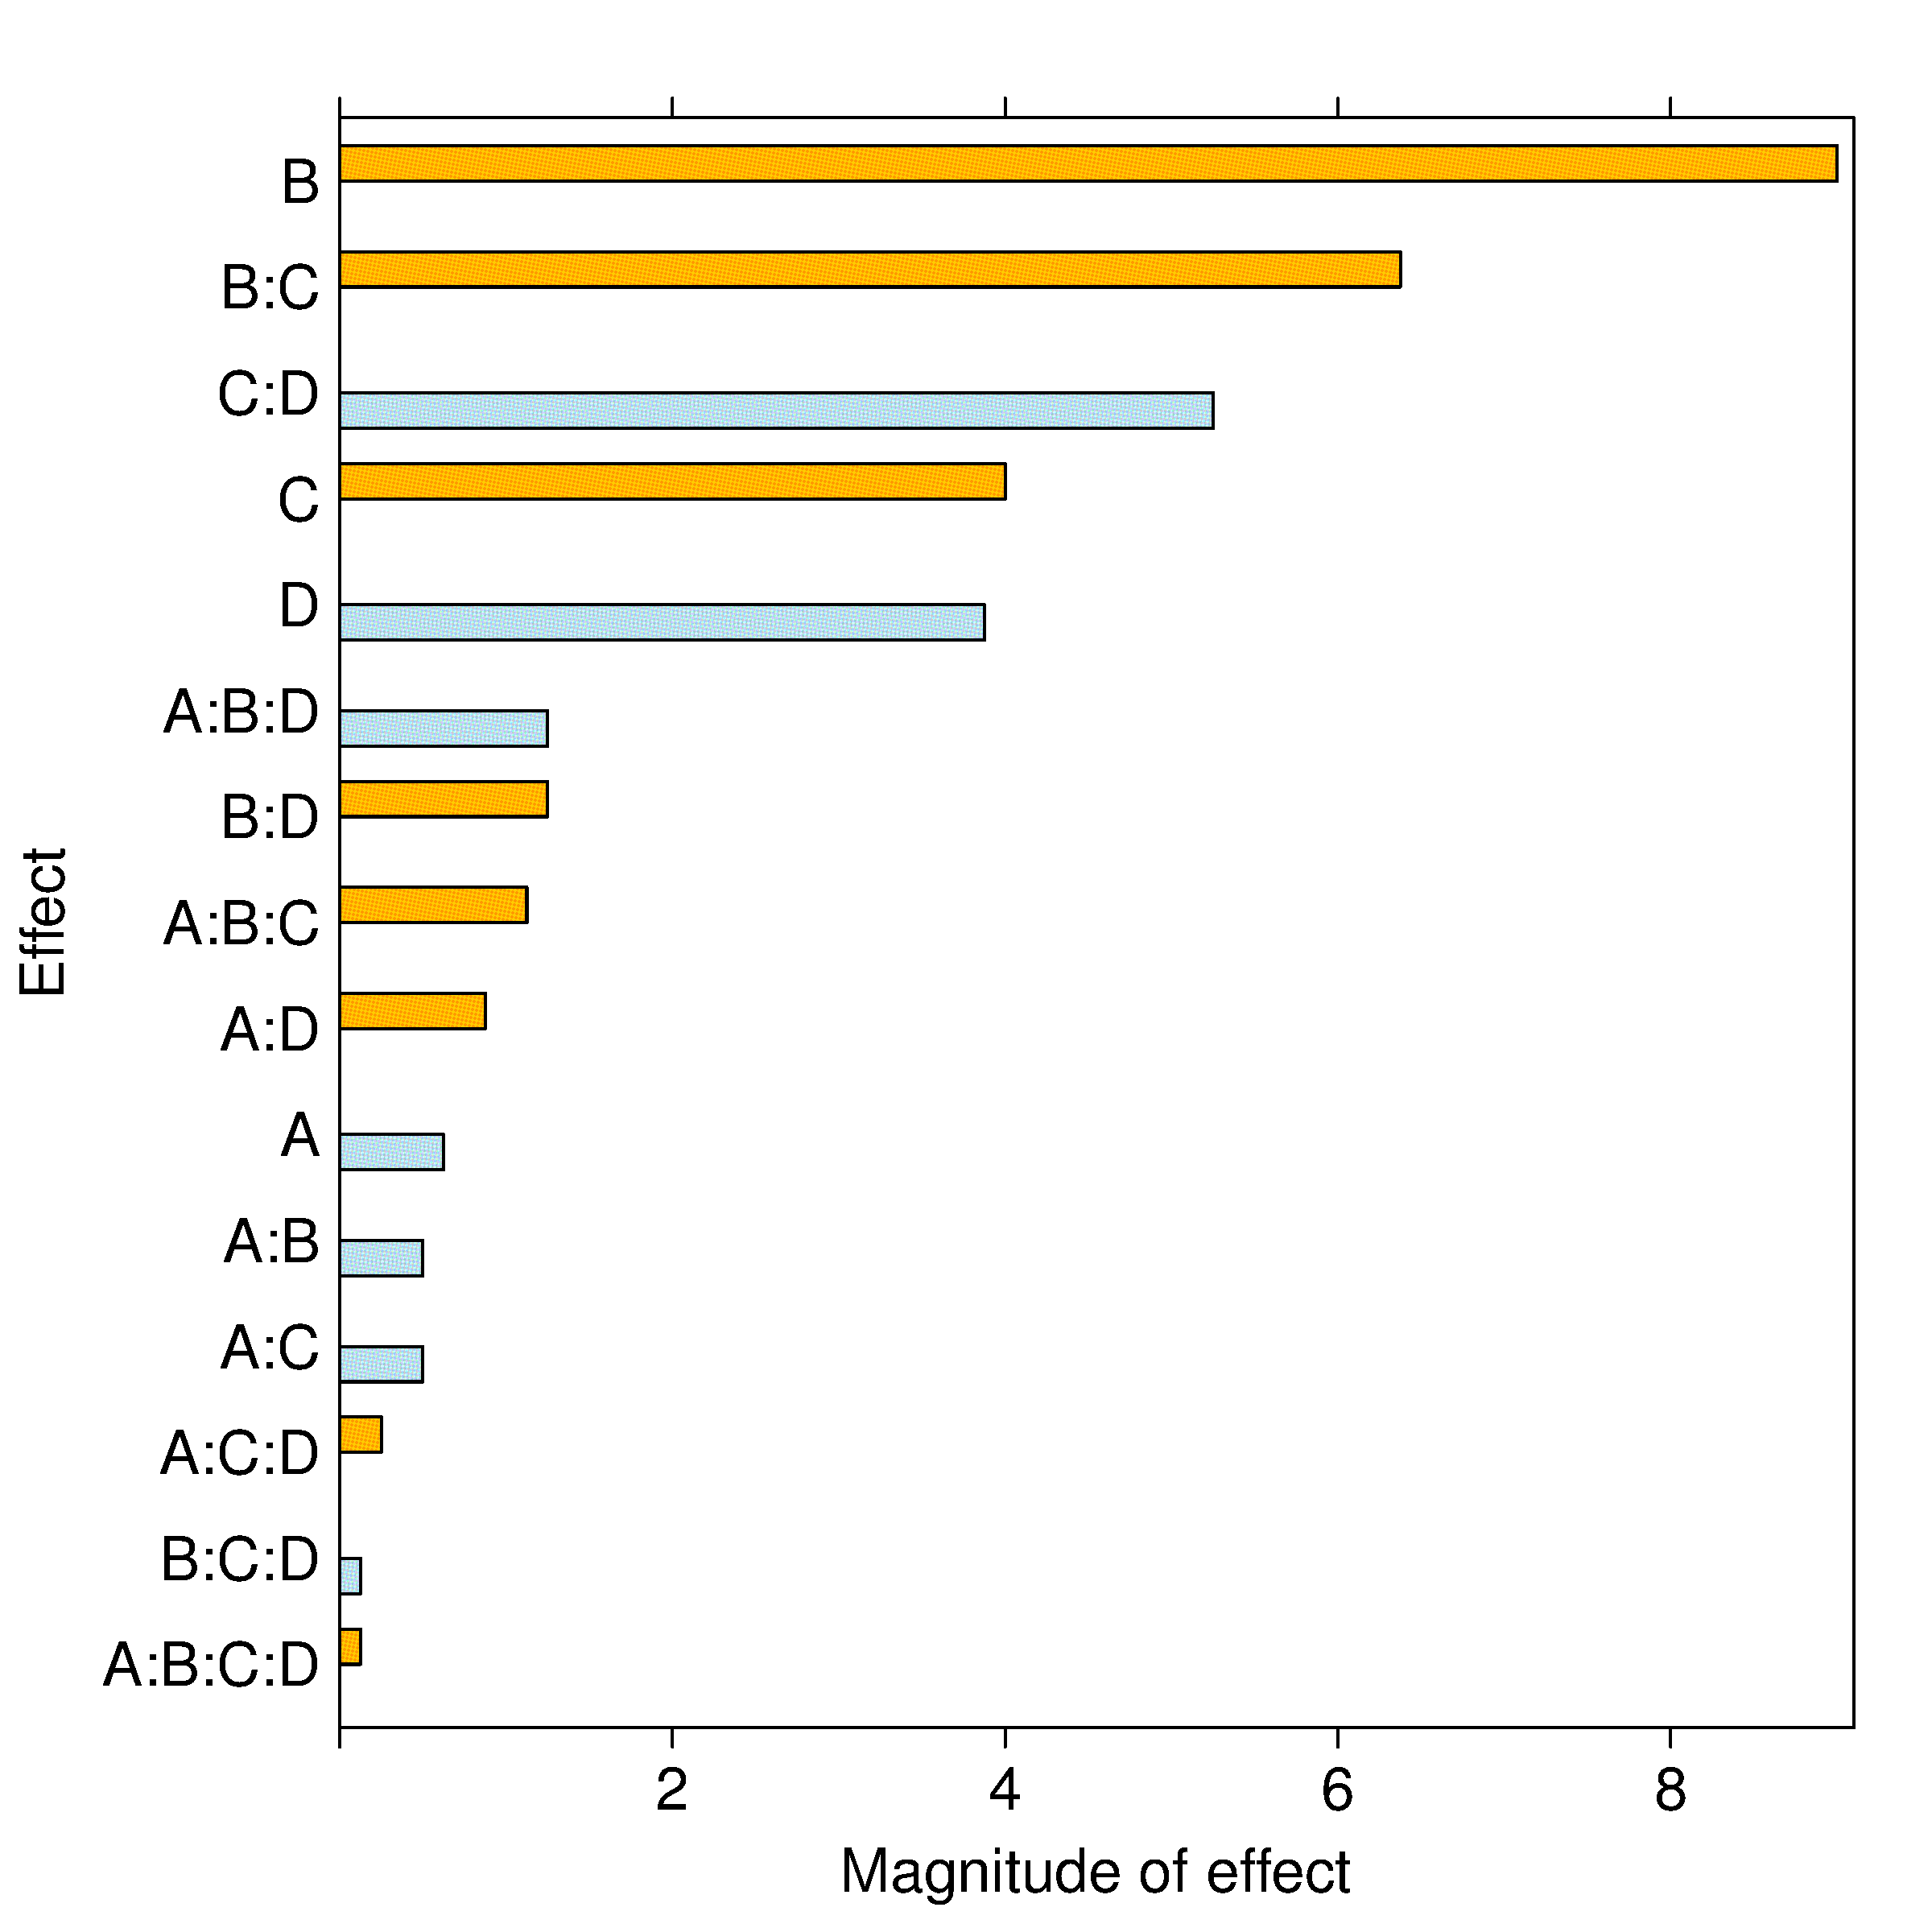 B
B:C
C:D
C
D
A:B:D
B:D
A:B:C
A:D
A
A:B
A:C
A:C:D
B:C:D
A:B:C:D
Effect
2 4 6 8
Magnitude of effect